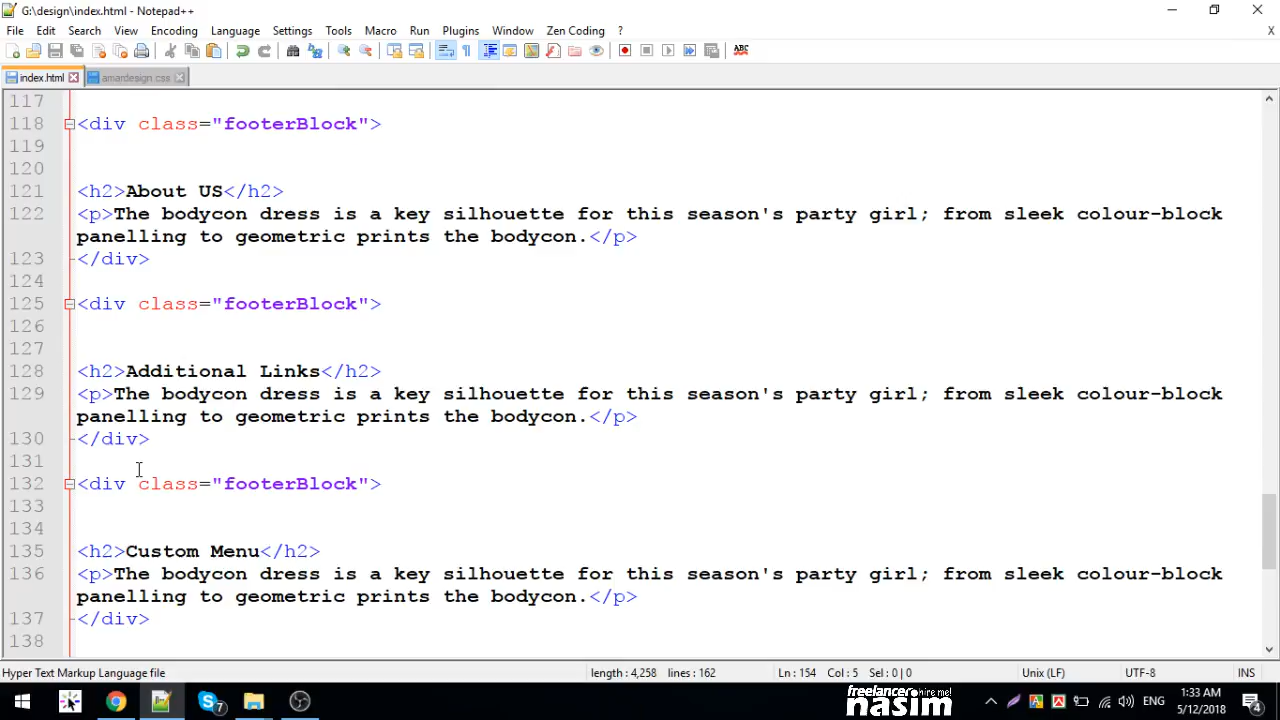 G:\design\index.html - Notepad++
File Edit Search View Encoding Language Settings Tools Macro Run Plugins Window Zen Coding ? X
ABC
index.html amardesign.css
117
118 <div class="footerBlock">
119
120
121 <h2>About US</h2>
122 <p>The bodycon dress is a key silhouette for this season's party girl; from sleek colour-block
panelling to geometric prints the bodycon.</p>
123 </div>
124
125 <div class="footerBlock">
126
127
128 <h2>Additional Links</h2>
129 <p>The bodycon dress is a key silhouette for this season's party girl; from sleek colour-block
panelling to geometric prints the bodycon.</p>
130 </div>
131
132 <div class="footerBlock">
133
134
135 <h2>Custom Menu</h2>
136 <p>The bodycon dress is a key silhouette for this season's party girl; from sleek colour-block
panelling to geometric prints the bodycon.</p>
137 </div>
138
Hyper Text Markup Language file length : 4,258 lines : 162 Ln : 154 Col : 5 Sel : 0 | 0 Unix (LF) UTF-8 INS
7
freelancer hire me!
nasim
ENG
1:33 AM
5/12/2018
4